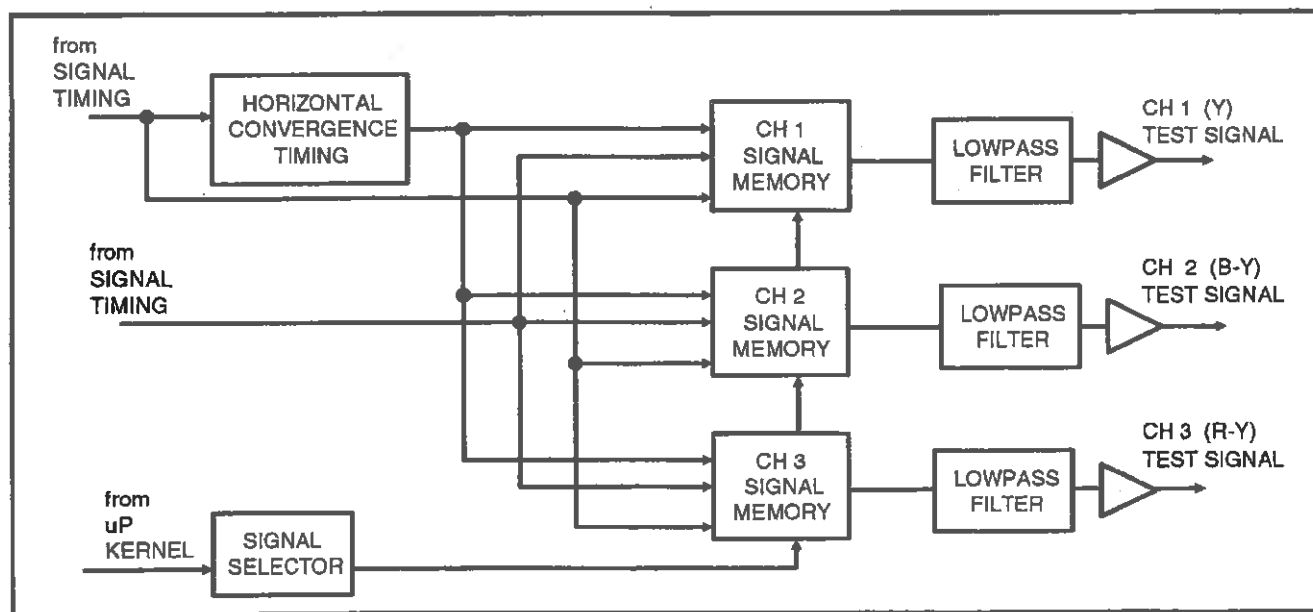 from
SIGNAL
TIMING
HORIZONTAL
CONVERGENCE
TIMING
CH 1
SIGNAL
MEMORY
LOWPASS
FILTER
CH 1 (Y)
TEST SIGNAL
from
SIGNAL
TIMING
CH 2
SIGNAL
MEMORY
LOWPASS
FILTER
CH 2 (B-Y)
TEST SIGNAL
from
uP
KERNEL
SIGNAL
SELECTOR
CH 3
SIGNAL
MEMORY
LOWPASS
FILTER
CH 3 (R-Y)
TEST SIGNAL